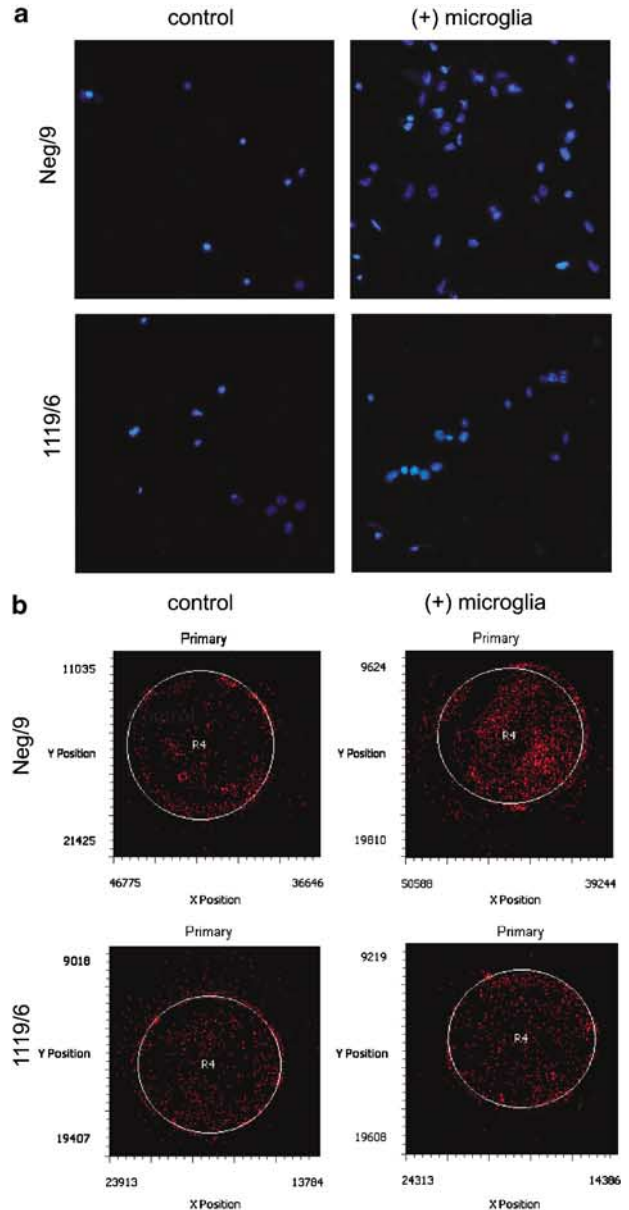 a
control
(+) microglia
Neg/9
1119/6
b
control
(+) microglia
Neg/9
Primary
11035
Y Position
R4
21425
46775
36646
X Position
Primary
9624
Y Position
R4
19810
50588
39244
X Position
1119/6
Primary
9018
Y Position
R4
19407
23913
13784
X Position
Primary
9219
Y Position
R4
19608
24313
14386
X Position